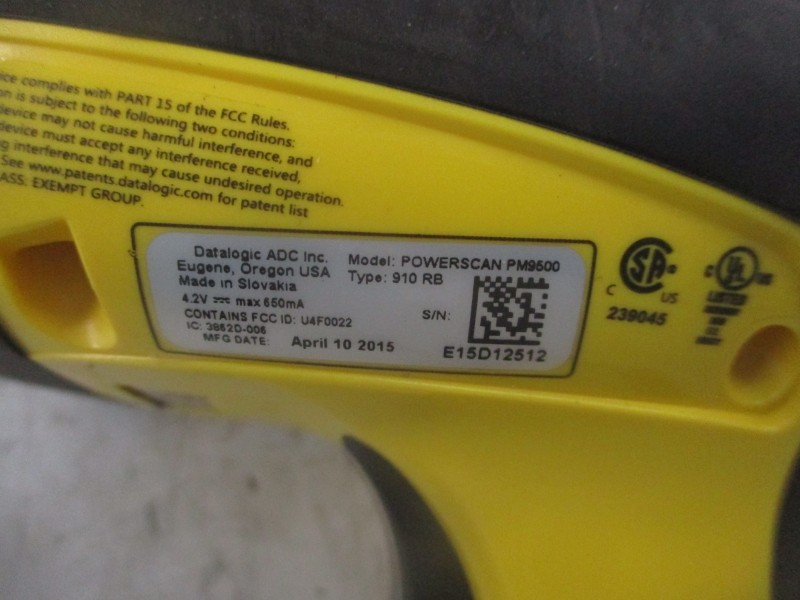 ice complies with PART 15 of the FCC Rules.
on is subject to the following two conditions:
device may not cause harmful interference, and
device must accept any interference received,
g interference that may cause undesired operation.
See www.patents.datalogic.com for patent list
ASS. EXEMPT GROUP.
Datalogic ADC Inc.
Eugene, Oregon USA
Made in Slovakia
4.2V ⎓ max 650mA
CONTAINS FCC ID: U4F0022
IC: 3862D-006
MFG DATE: April 10 2015
Model: POWERSCAN PM9500
Type: 910 RB
S/N:
E15D12512
C SA US
239045
C UL US
LISTED